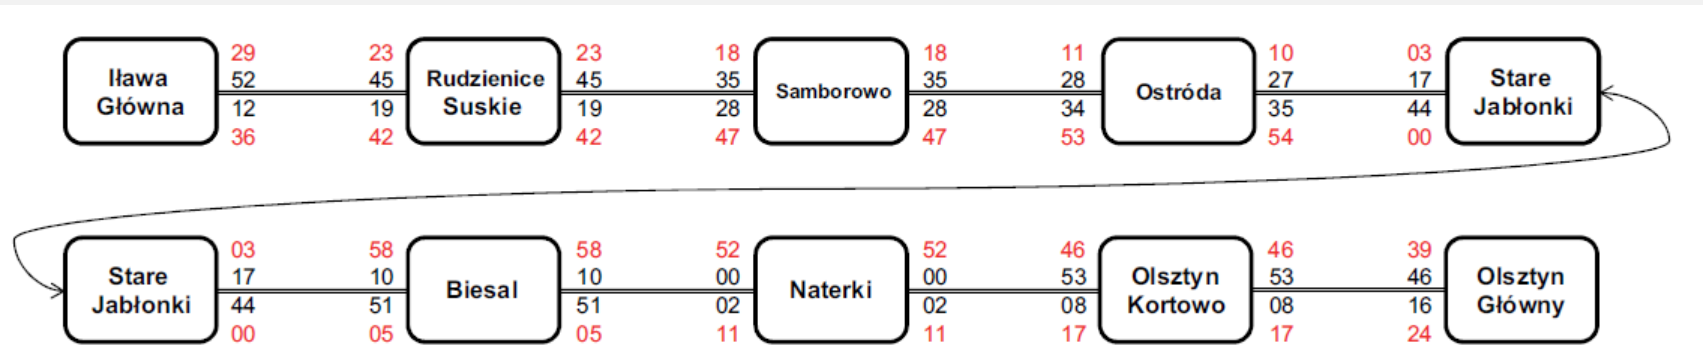 29 23 23 18 18 11 10 03
Iława Główna 52 45 Rudzienice Suskie 45 35 Samborowo 35 28 Ostróda 27 17 Stare Jabłonki
12 19 19 28 28 34 35 44
36 42 42 47 47 53 54 00
03 58 58 52 52 46 46 39
Stare Jabłonki 17 10 Biesal 10 00 Naterki 00 53 Olsztyn Kortowo 53 46 Olsztyn Główny
44 51 51 02 02 08 08 16
00 05 05 11 11 17 17 24